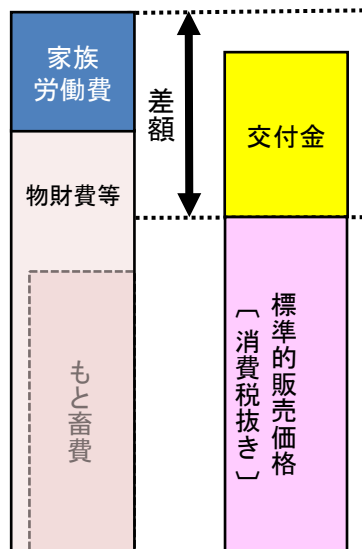 家族
労働費
差額
交付金
物財費等
もと畜費
標準的販売価格
〔消費税抜き〕